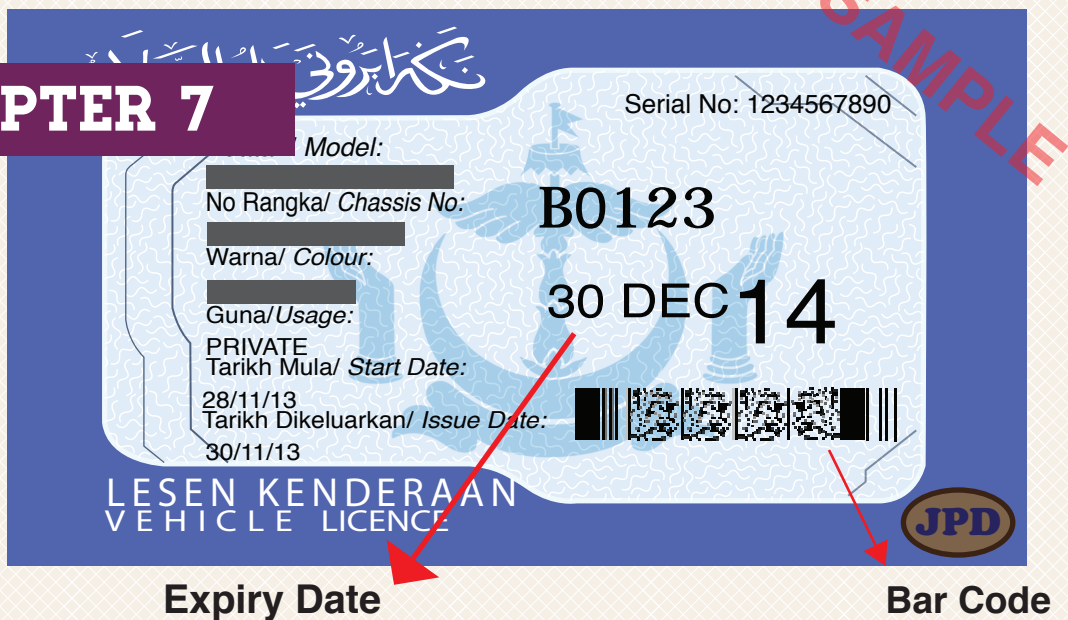 نڬارا بروني
SAMPLE
PTER 7
Serial No: 1234567890
/ Model:
No Rangka/ Chassis No:
B0123
Warna/ Colour:
30 DEC 14
Guna/Usage:
PRIVATE
Tarikh Mula/ Start Date:
28/11/13
Tarikh Dikeluarkan/ Issue Date:
30/11/13
LESEN KENDERAAN
VEHICLE LICENCE
JPD
Expiry Date
Bar Code